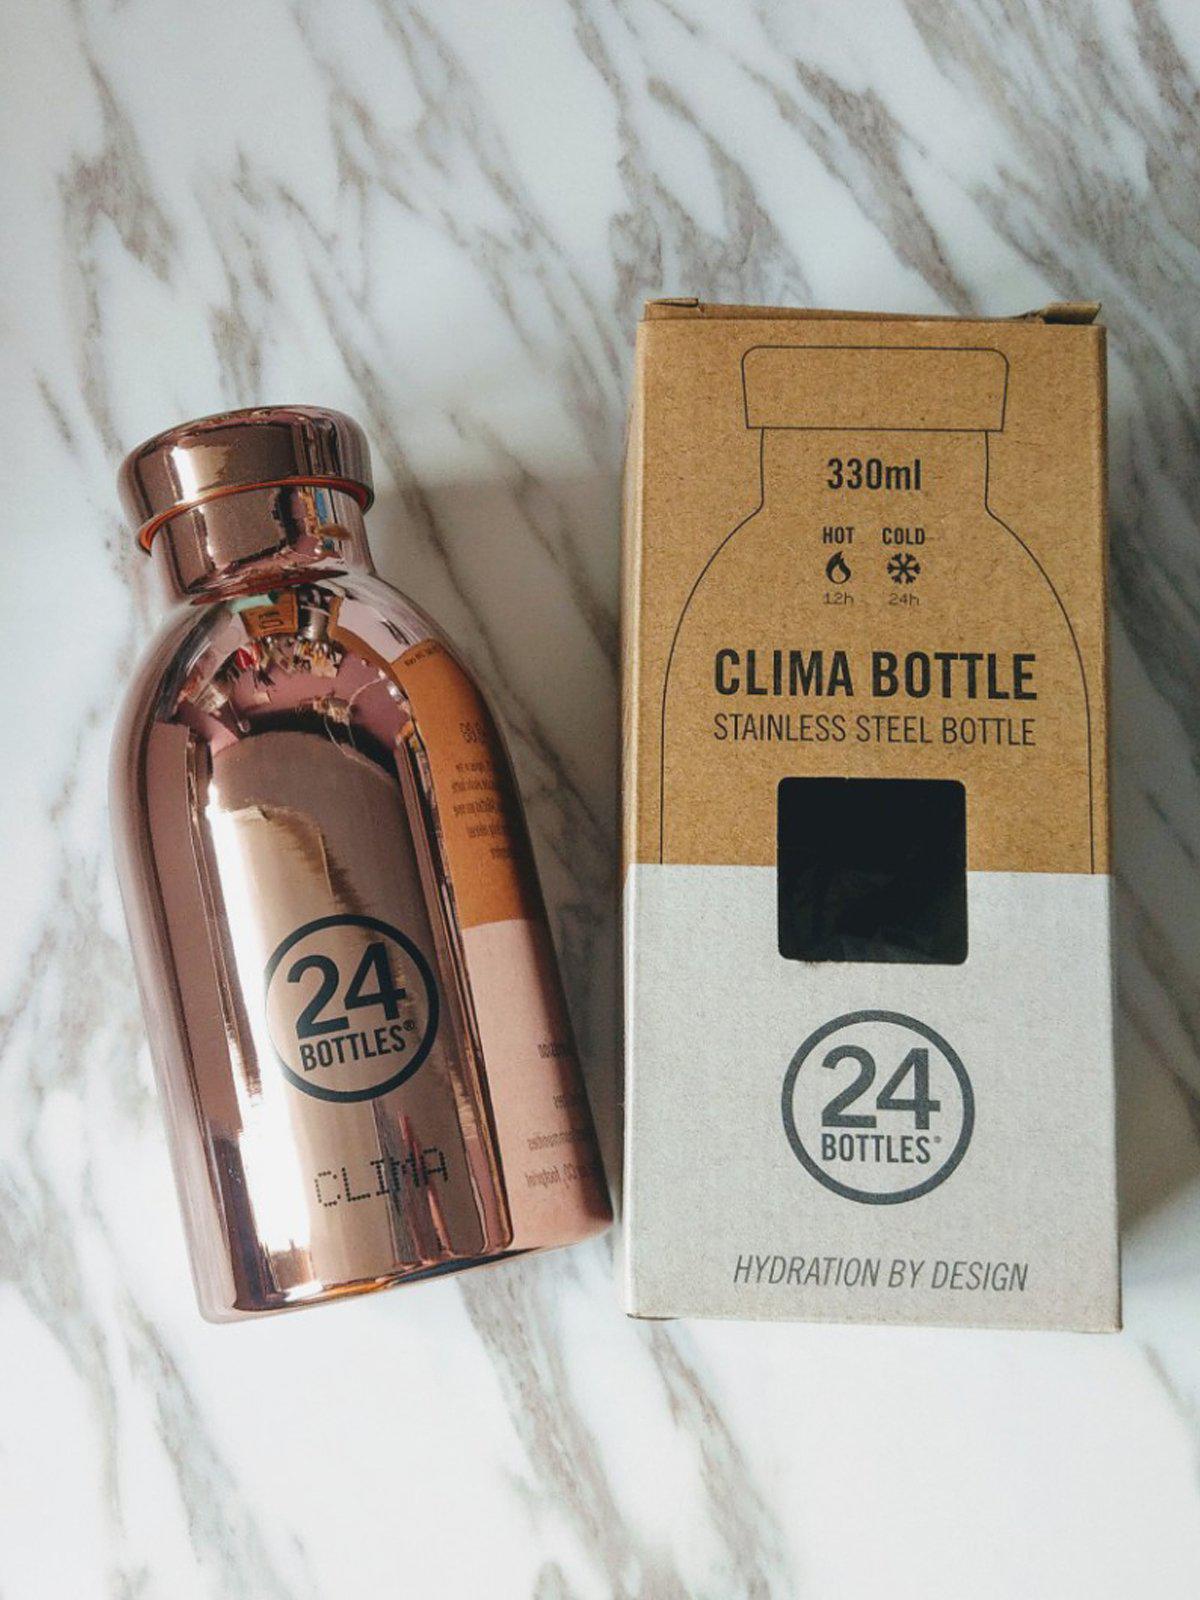 24
BOTTLES®
CLIMA
330ml
HOT COLD
12h 24h
CLIMA BOTTLE
STAINLESS STEEL BOTTLE
24
BOTTLES®
HYDRATION BY DESIGN